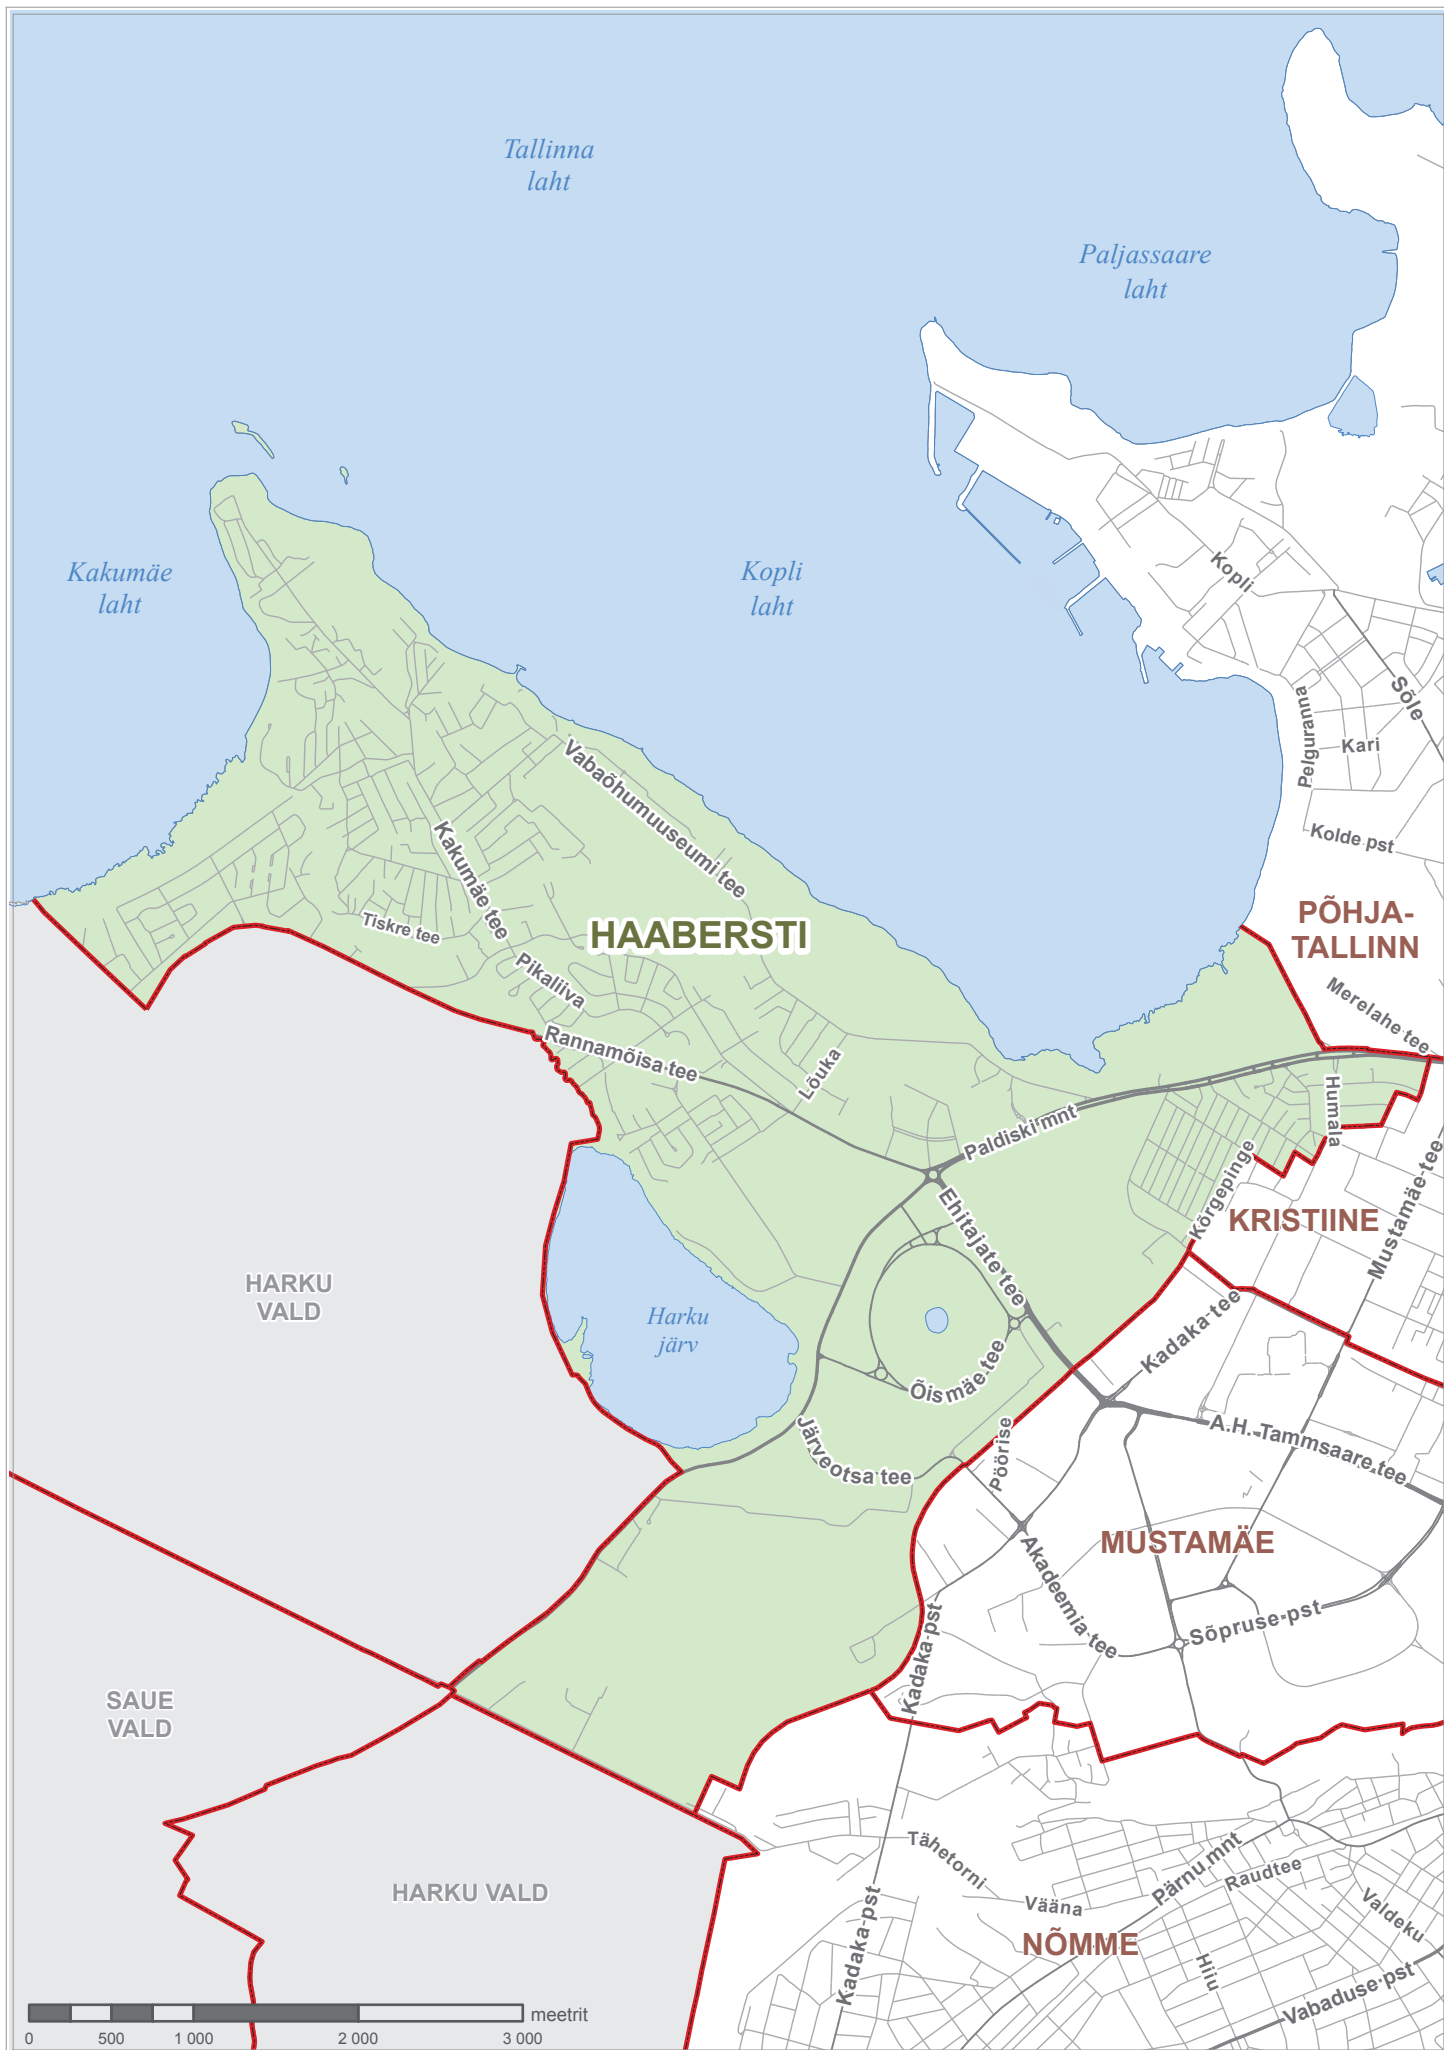 Tallinna
laht
Paljassaare
laht
Kakumäe
laht
Kopli
laht
Kopli
Sõle
Pelguranna
Kari
Kolde pst
Vabaõhumuuseumi tee
Kakumäe tee
Tiskre tee
HAABERSTI
PÕHJA-
TALLINN
Pikaliiva
Merelahe tee
Rannamõisa tee
Lõuka
Humala
Paldiski mnt
Kõrgepinge
Mustamäe tee
Ehitajate tee
KRISTIINE
HARKU
VALD
Harku
järv
Kadaka tee
Õismäe tee
A.H. Tammsaare tee
Järveotsa tee
Pöörise
MUSTAMÄE
Akadeemia tee
Kadaka pst
Sõpruse pst
SAUE
VALD
Tähetorni
Pärnu mnt
Raudtee
HARKU VALD
Vääna
Valdeku
Kadaka pst
NÕMME
Hiiu
Vabaduse pst
meetrit
0 500 1 000 2 000 3 000